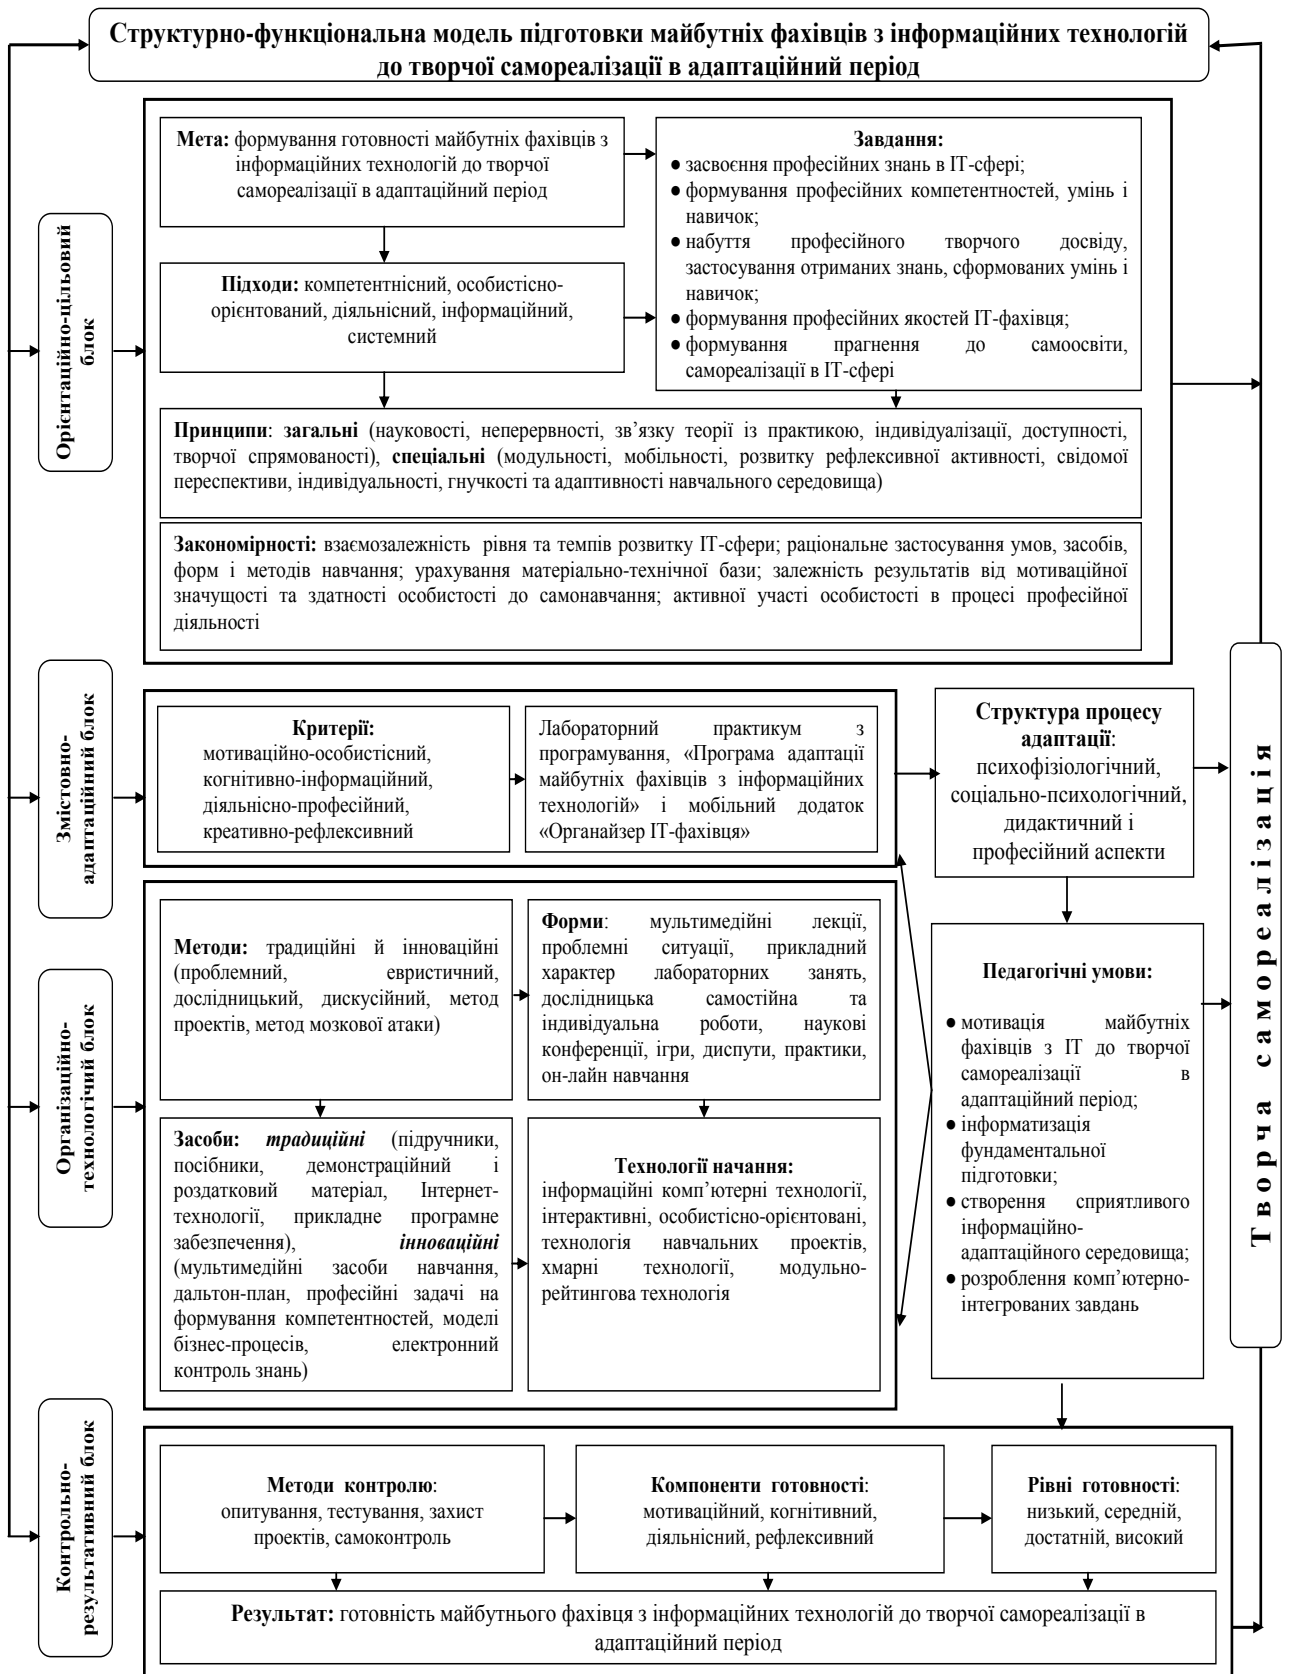 Структурно-функціональна модель підготовки майбутніх фахівців з інформаційних технологій
до творчої самореалізації в адаптаційний період
Орієнтаційно-цільовий
блок
Мета: формування готовності майбутніх фахівців з
інформаційних технологій до творчої
самореалізації в адаптаційний період
Завдання:
● засвоєння професійних знань в ІТ-сфері;
● формування професійних компетентностей, умінь і
навичок;
● набуття професійного творчого досвіду,
застосування отриманих знань, сформованих умінь і
навичок;
● формування професійних якостей ІТ-фахівця;
● формування прагнення до самоосвіти,
самореалізації в ІТ-сфері
Підходи: компетентнісний, особистісно-
орієнтований, діяльнісний, інформаційний,
системний
Принципи: загальні (науковості, неперервності, зв’язку теорії із практикою, індивідуалізації, доступності,
творчої спрямованості), спеціальні (модульності, мобільності, розвитку рефлексивної активності, свідомої
переспективи, індивідуальності, гнучкості та адаптивності навчального середовища)
Закономірності: взаємозалежність рівня та темпів розвитку ІТ-сфери; раціональне застосування умов, засобів,
форм і методів навчання; урахування матеріально-технічної бази; залежність результатів від мотиваційної
значущості та здатності особистості до самонавчання; активної участі особистості в процесі професійної
діяльності
Змістовно-
адаптаційний блок
Критерії:
мотиваційно-особистісний,
когнітивно-інформаційний,
діяльнісно-професійний,
креативно-рефлексивний
Лабораторний практикум з
програмування, «Програма адаптації
майбутніх фахівців з інформаційних
технологій» і мобільний додаток
«Органайзер ІТ-фахівця»
Структура процесу
адаптації:
психофізіологічний,
соціально-психологічний,
дидактичний і
професійний аспекти
Творча самореалізація
Організаційно-
технологічий блок
Методи: традиційні й інноваційні
(проблемний, евристичний,
дослідницький, дискусійний, метод
проектів, метод мозкової атаки)
Форми: мультимедійні лекції,
проблемні ситуації, прикладний
характер лабораторних занять,
дослідницька самостійна та
індивідуальна роботи, наукові
конференції, ігри, диспути, практики,
он-лайн навчання
Засоби: традиційні (підручники,
посібники, демонстраційний і
роздатковий матеріал, Інтернет-
технології, прикладне програмне
забезпечення), інноваційні
(мультимедійні засоби навчання,
дальтон-план, професійні задачі на
формування компетентностей, моделі
бізнес-процесів, електронний
контроль знань)
Технології начання:
інформаційні комп’ютерні технології,
інтерактивні, особистісно-орієнтовані,
технологія навчальних проектів,
хмарні технології, модульно-
рейтингова технологія
Педагогічні умови:
● мотивація майбутніх
фахівців з ІТ до творчої
самореалізації в
адаптаційний період;
● інформатизація
фундаментальної
підготовки;
● створення сприятливого
інформаційно-
адаптаційного середовища;
● розроблення комп’ютерно-
інтегрованих завдань
Контрольно-
результативний блок
Методи контролю:
опитування, тестування, захист
проектів, самоконтроль
Компоненти готовності:
мотиваційний, когнітивний,
діяльнісний, рефлексивний
Рівні готовності:
низький, середній,
достатній, високий
Результат: готовність майбутнього фахівця з інформаційних технологій до творчої самореалізації в
адаптаційний період